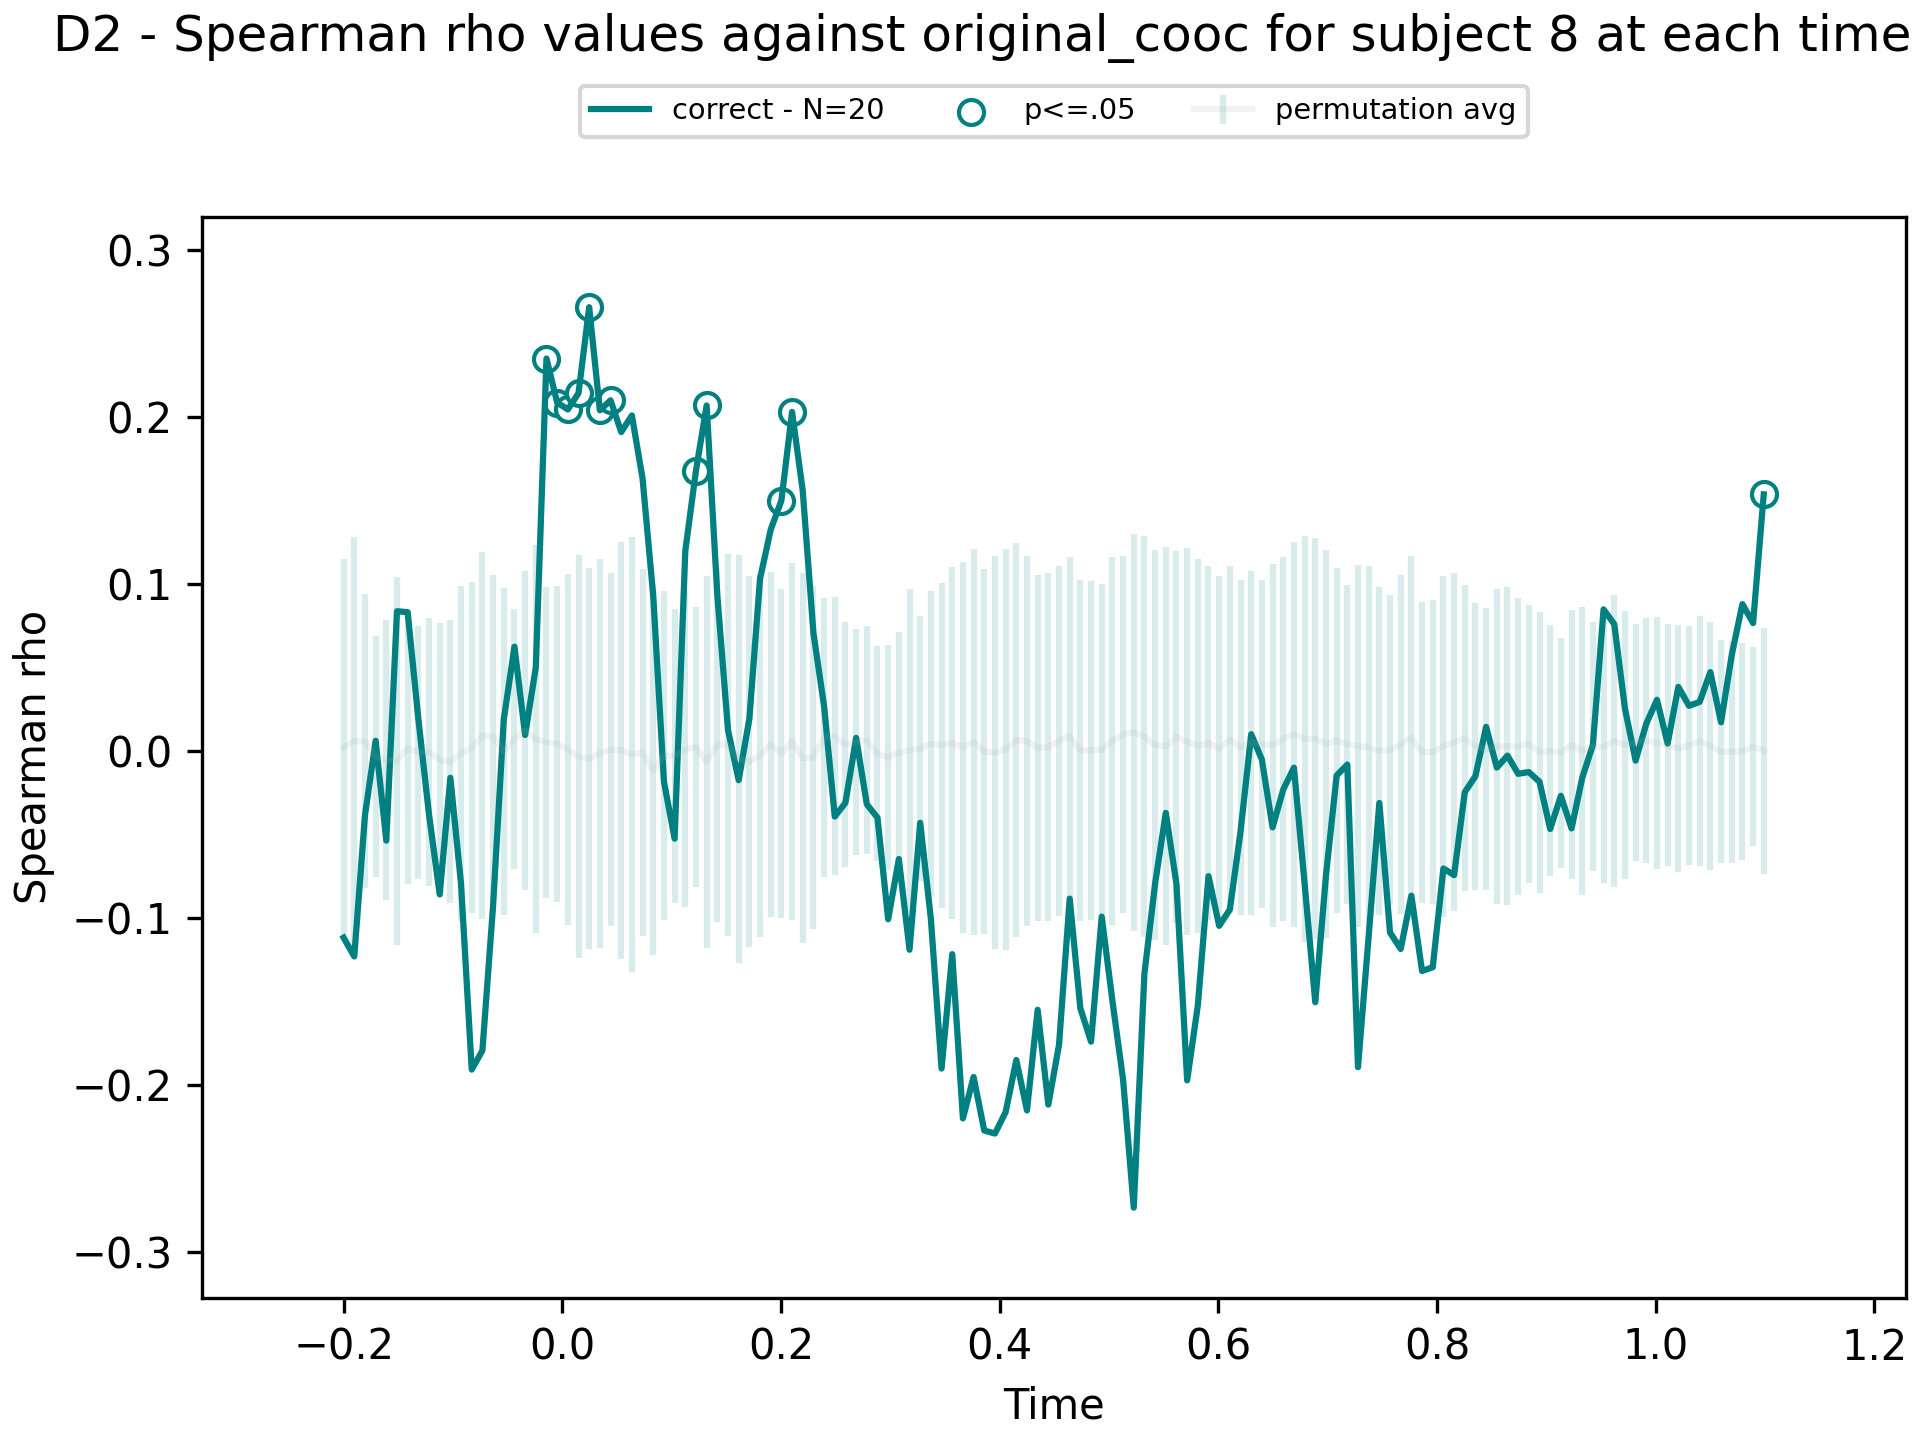 D2 - Spearman rho values against original_cooc for subject 8 at each time
correct - N=20
p<=.05
permutation avg
Spearman rho
0.3
0.2
0.1
0.0
−0.1
−0.2
−0.3
−0.2
0.0
0.2
0.4
0.6
0.8
1.0
1.2
Time